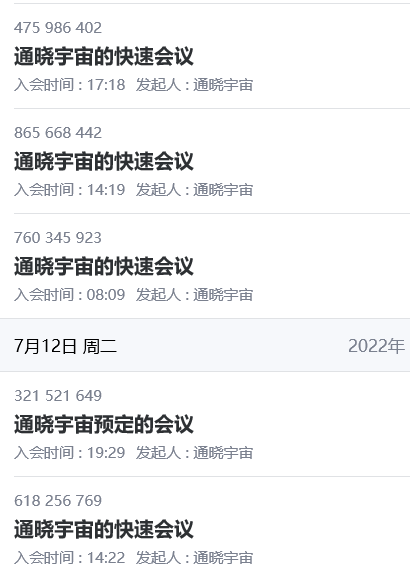 475 986 402
通晓宇宙的快速会议
入会时间：17:18 发起人：通晓宇宙
865 668 442
通晓宇宙的快速会议
入会时间：14:19 发起人：通晓宇宙
760 345 923
通晓宇宙的快速会议
入会时间：08:09 发起人：通晓宇宙
7月12日 周二 2022年
321 521 649
通晓宇宙预定的会议
入会时间：19:29 发起人：通晓宇宙
618 256 769
通晓宇宙的快速会议
入会时间：14:22 发起人：通晓宇宙